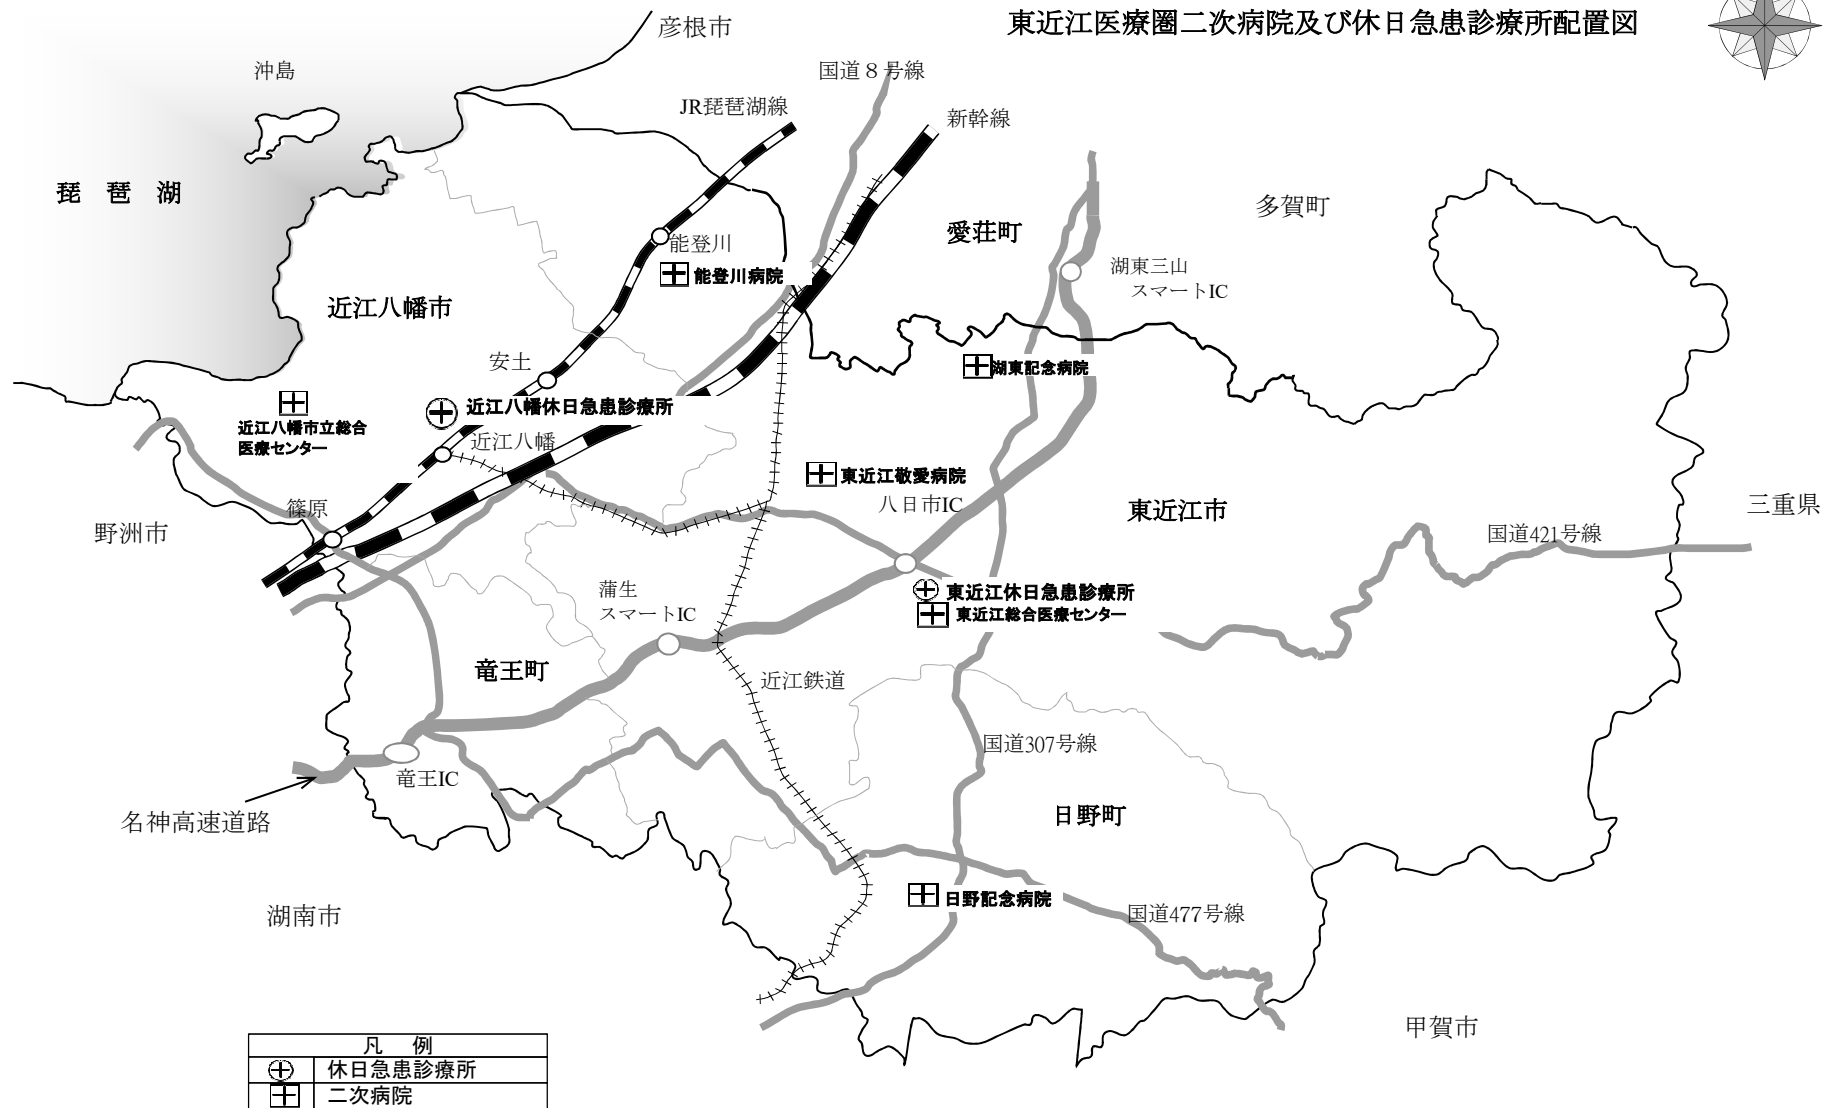 東近江医療圏二次病院及び休日急患診療所配置図
彦根市
沖島
国道８号線
JR琵琶湖線
新幹線
琵　琶　湖
多賀町
愛荘町
能登川
湖東三山
スマートIC
能登川病院
近江八幡市
安土
湖東記念病院
近江八幡休日急患診療所
近江八幡市立総合
医療センター
近江八幡
東近江敬愛病院
八日市IC
篠原
東近江市
三重県
野洲市
国道421号線
蒲生
スマートIC
東近江休日急患診療所
東近江総合医療センター
竜王町
近江鉄道
国道307号線
竜王IC
名神高速道路
日野町
日野記念病院
湖南市
国道477号線
甲賀市
凡　例
休日急患診療所
二次病院